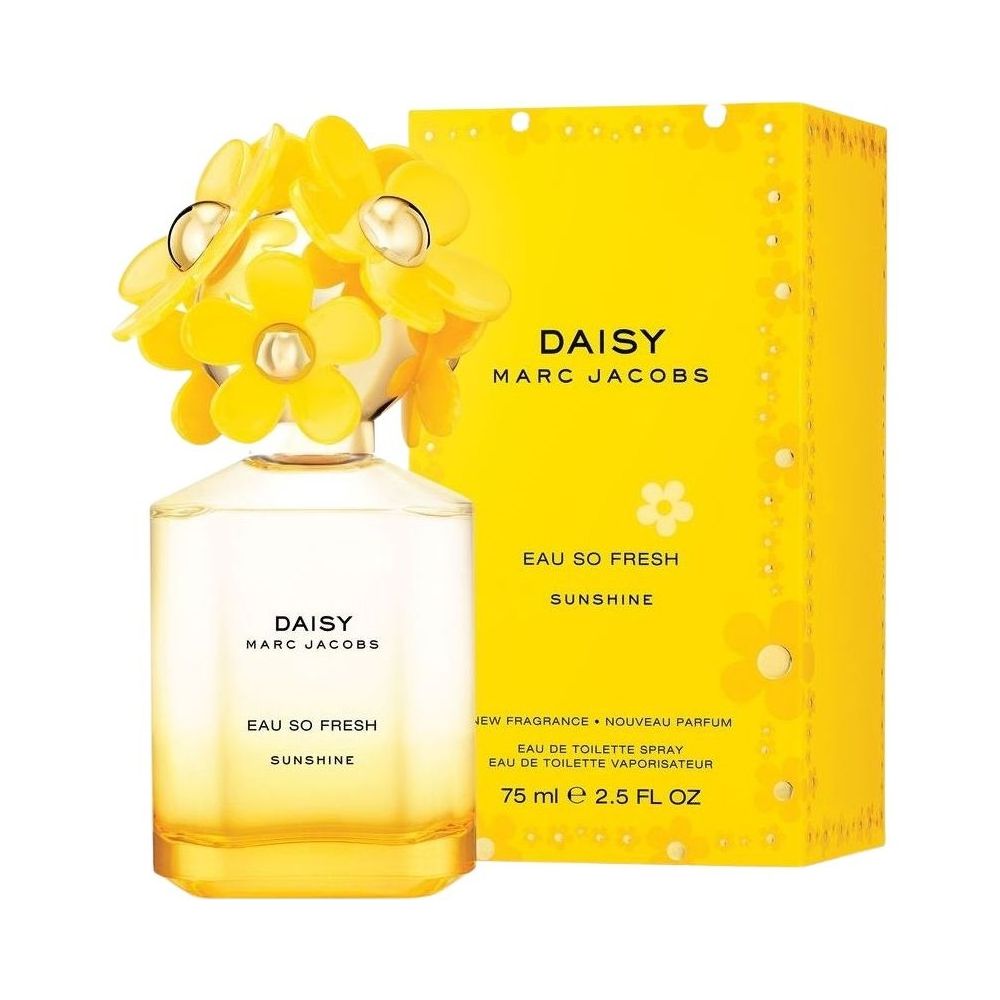 DAISY
MARC JACOBS
EAU SO FRESH
SUNSHINE
DAISY
MARC JACOBS
EAU SO FRESH
SUNSHINE
NEW FRAGRANCE • NOUVEAU PARFUM
EAU DE TOILETTE SPRAY
EAU DE TOILETTE VAPORISATEUR
75 ml ℮ 2.5 FL OZ